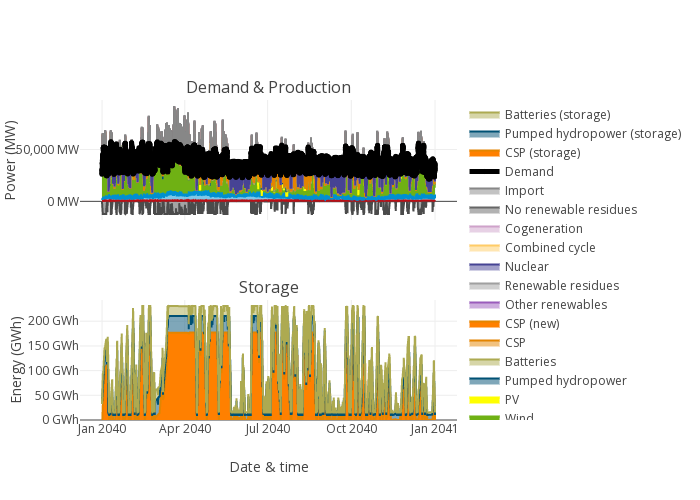 Demand & Production
Power (MW)
50,000 MW
0 MW
Storage
Energy (GWh)
200 GWh
150 GWh
100 GWh
50 GWh
0 GWh
Jan 2040
Apr 2040
Jul 2040
Oct 2040
Jan 2041
Date & time
Batteries (storage)
Pumped hydropower (storage)
CSP (storage)
Demand
Import
No renewable residues
Cogeneration
Combined cycle
Nuclear
Renewable residues
Other renewables
CSP (new)
CSP
Batteries
Pumped hydropower
PV
Wind